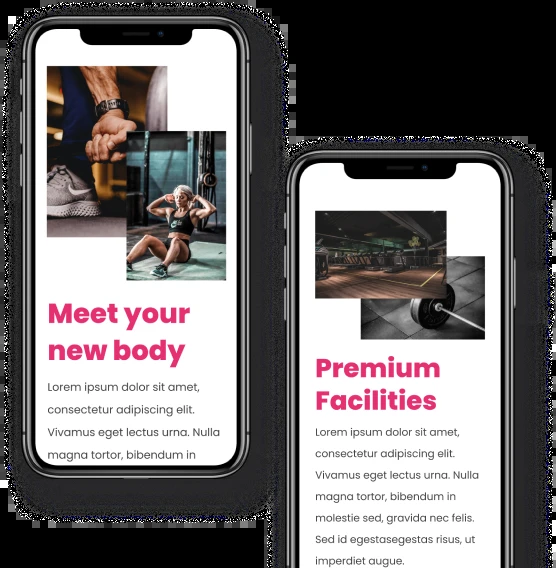 Meet your
new body
Lorem ipsum dolor sit amet,
consectetur adipiscing elit.
Vivamus eget lectus urna. Nulla
magna tortor, bibendum in
Premium
Facilities
Lorem ipsum dolor sit amet,
consectetur adipiscing elit.
Vivamus eget lectus urna. Nulla
magna tortor, bibendum in
molestie sed, gravida nec felis.
Sed id egestasegestas risus, ut
imperdiet augue.